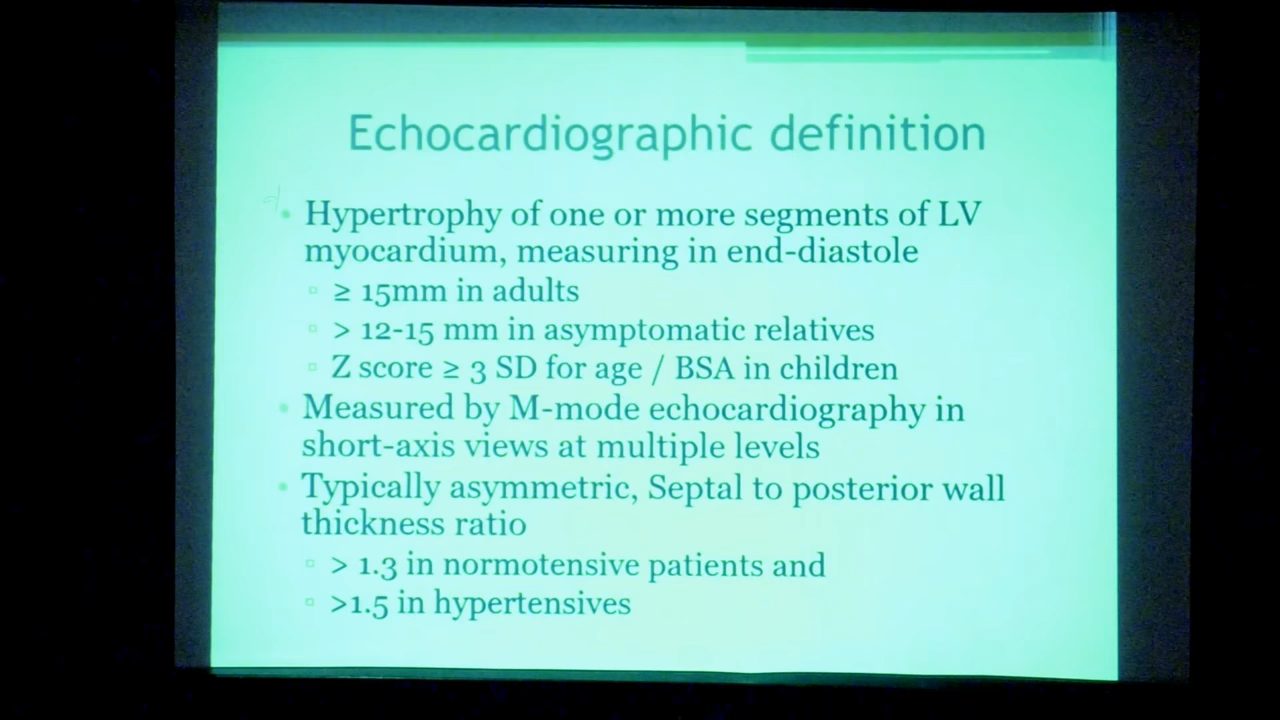 Echocardiographic definition
Hypertrophy of one or more segments of LV
myocardium, measuring in end-diastole
≥ 15mm in adults
> 12-15 mm in asymptomatic relatives
Z score ≥ 3 SD for age / BSA in children
Measured by M-mode echocardiography in
short-axis views at multiple levels
Typically asymmetric, Septal to posterior wall
thickness ratio
> 1.3 in normotensive patients and
>1.5 in hypertensives